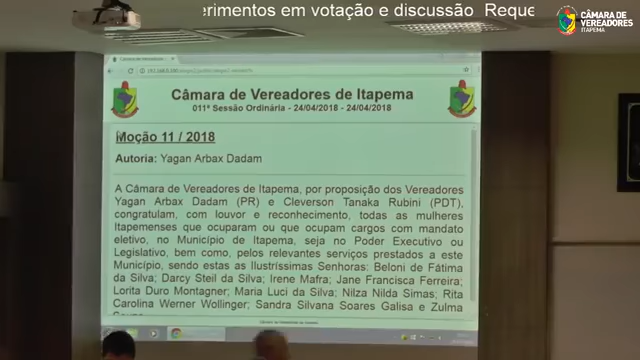 erimentos em votação e discussão  Reque
CÂMARA DE
VEREADORES
ITAPEMA
Câmara de Vereadores de Itapema
011ª Sessão Ordinária - 24/04/2018 - 24/04/2018
Moção 11 / 2018
Autoria: Yagan Arbax Dadam
A Câmara de Vereadores de Itapema, por proposição dos Vereadores
Yagan Arbax Dadam (PR) e Cleverson Tanaka Rubini (PDT),
congratulam, com louvor e reconhecimento, todas as mulheres
Itapemenses que ocuparam ou que ocupam cargos com mandato
eletivo, no Município de Itapema, seja no Poder Executivo ou
Legislativo, bem como, pelos relevantes serviços prestados a este
Município, sendo estas as Ilustríssimas Senhoras: Beloni de Fátima
da Silva; Darcy Steil da Silva; Irene Mafra; Jane Francisca Ferreira;
Lorita Duro Montagner; Maria Luci da Silva; Nilza Nilda Simas; Rita
Carolina Werner Wollinger; Sandra Silvana Soares Galisa e Zulma